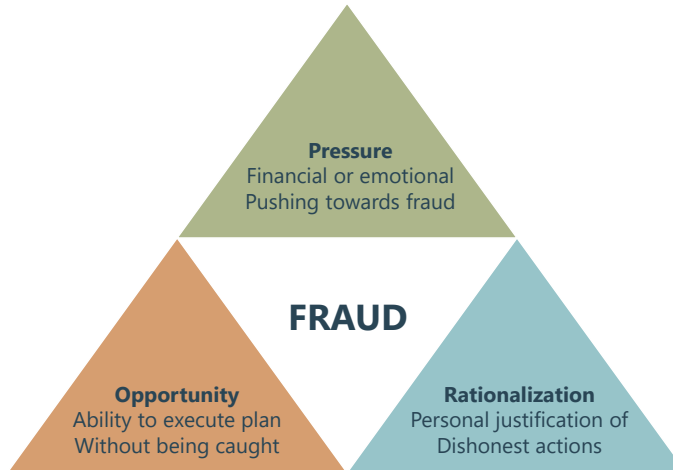 Pressure
Financial or emotional
Pushing towards fraud
FRAUD
Opportunity
Ability to execute plan
Without being caught
Rationalization
Personal justification of
Dishonest actions